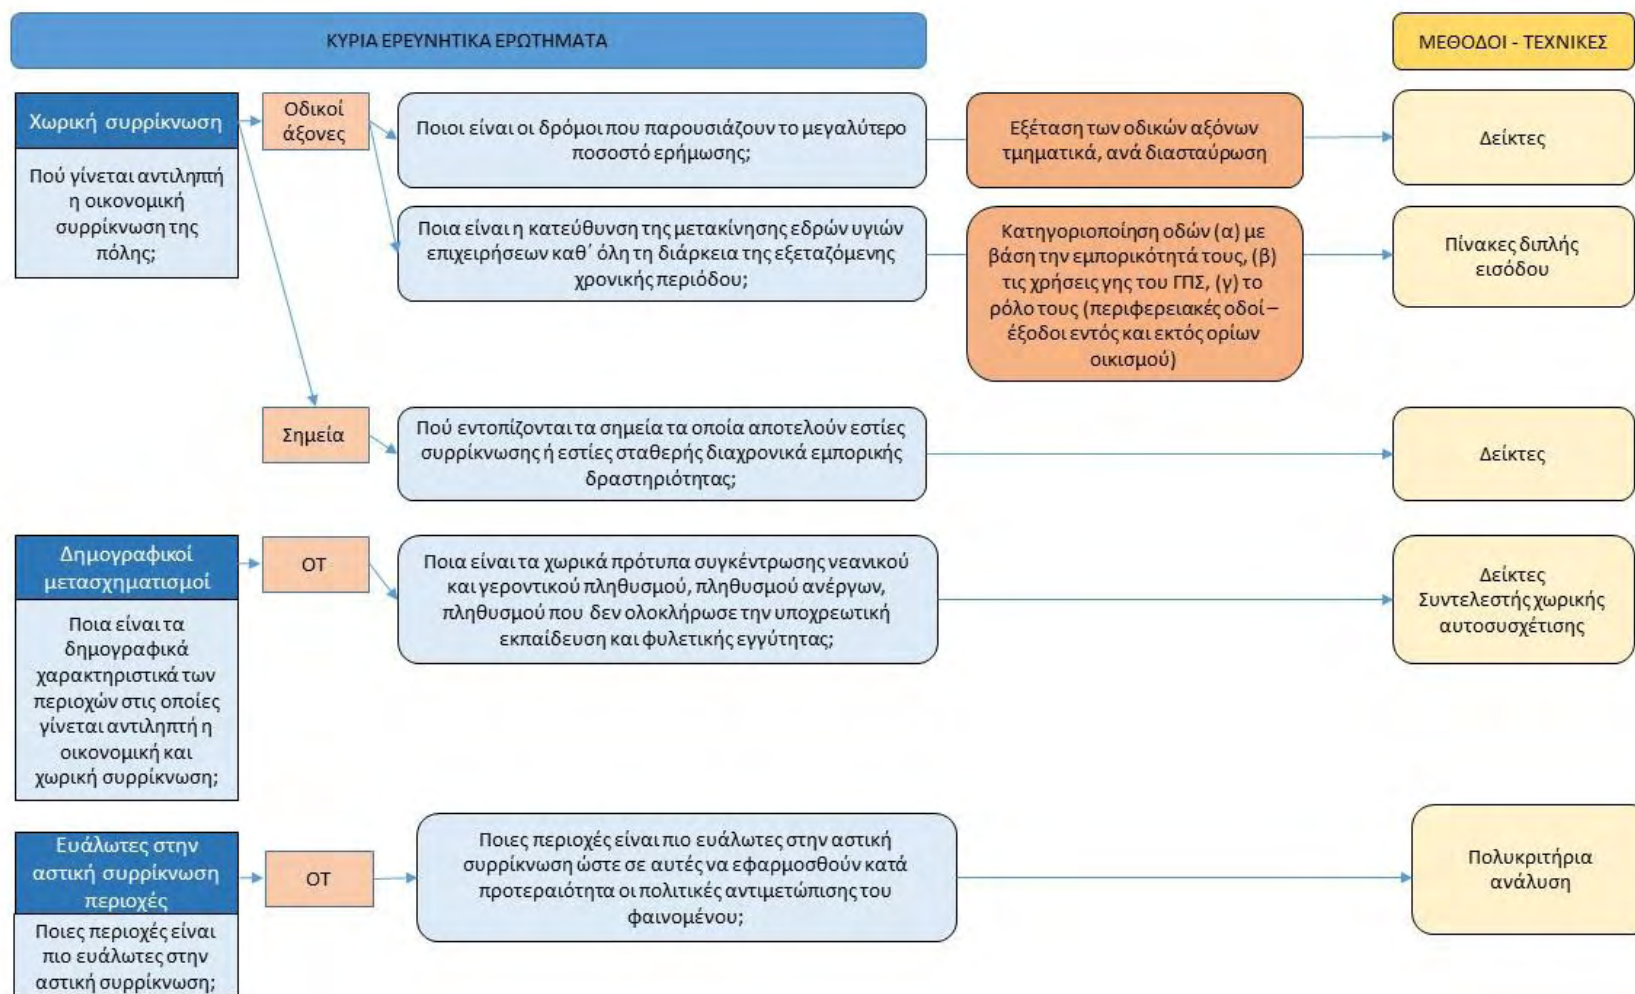 ΚΥΡΙΑ ΕΡΕΥΝΗΤΙΚΑ ΕΡΩΤΗΜΑΤΑ
ΜΕΘΟΔΟΙ - ΤΕΧΝΙΚΕΣ
Χωρική συρρίκνωση
Πού γίνεται αντιληπτή
η οικονομική
συρρίκνωση της
πόλης;
Οδικοί
άξονες
Ποιοι είναι οι δρόμοι που παρουσιάζουν το μεγαλύτερο
ποσοστό ερήμωσης;
Εξέταση των οδικών αξόνων
τμηματικά, ανά διασταύρωση
Δείκτες
Ποια είναι η κατεύθυνση της μετακίνησης εδρών υγιών
επιχειρήσεων καθ΄ όλη τη διάρκεια της εξεταζόμενης
χρονικής περιόδου;
Κατηγοριοποίηση οδών (α) με
βάση την εμπορικότητά τους, (β)
τις χρήσεις γης του ΓΠΣ, (γ) το
ρόλο τους (περιφερειακές οδοί –
έξοδοι εντός και εκτός ορίων
οικισμού)
Πίνακες διπλής
εισόδου
Σημεία
Πού εντοπίζονται τα σημεία τα οποία αποτελούν εστίες
συρρίκνωσης ή εστίες σταθερής διαχρονικά εμπορικής
δραστηριότητας;
Δείκτες
Δημογραφικοί
μετασχηματισμοί
Ποια είναι τα
δημογραφικά
χαρακτηριστικά των
περιοχών στις οποίες
γίνεται αντιληπτή η
οικονομική και
χωρική συρρίκνωση;
ΟΤ
Ποια είναι τα χωρικά πρότυπα συγκέντρωσης νεανικού
και γεροντικού πληθυσμού, πληθυσμού ανέργων,
πληθυσμού που δεν ολοκλήρωσε την υποχρεωτική
εκπαίδευση και φυλετικής εγγύτητας;
Δείκτες
Συντελεστής χωρικής
αυτοσυσχέτισης
Ευάλωτες στην
αστική συρρίκνωση
περιοχές
Ποιες περιοχές είναι
πιο ευάλωτες στην
αστική συρρίκνωση;
ΟΤ
Ποιες περιοχές είναι πιο ευάλωτες στην αστική
συρρίκνωση ώστε σε αυτές να εφαρμοσθούν κατά
προτεραιότητα οι πολιτικές αντιμετώπισης του
φαινομένου;
Πολυκριτήρια
ανάλυση